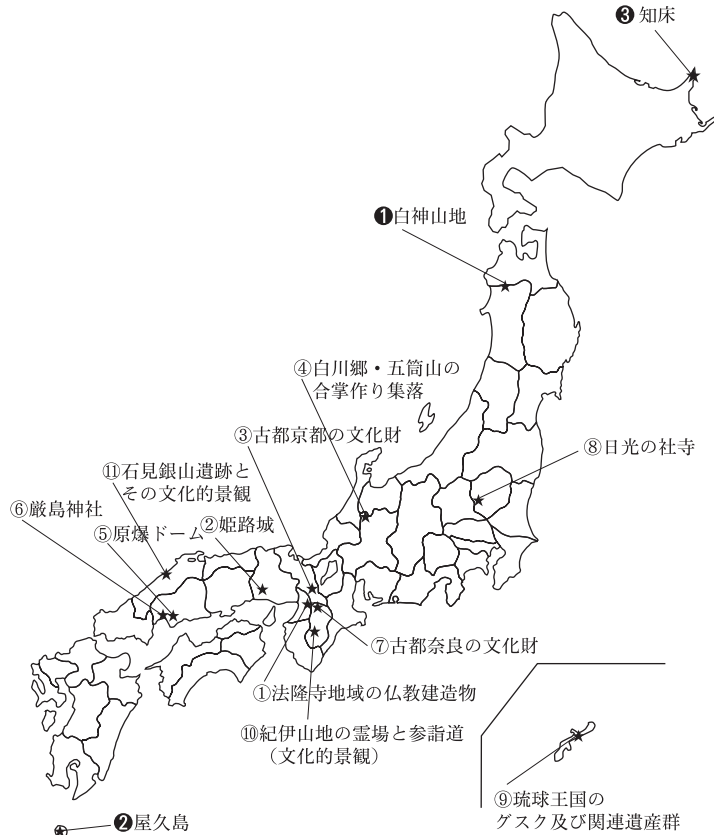 ❸ 知床
❶白神山地
④白川郷・五箇山の
合掌作り集落
③古都京都の文化財
⑧日光の社寺
⑪石見銀山遺跡と
その文化的景観
⑥厳島神社
⑤原爆ドーム
②姫路城
⑦古都奈良の文化財
①法隆寺地域の仏教建造物
⑩紀伊山地の霊場と参詣道
（文化的景観）
⑨琉球王国の
グスク及び関連遺産群
❷屋久島